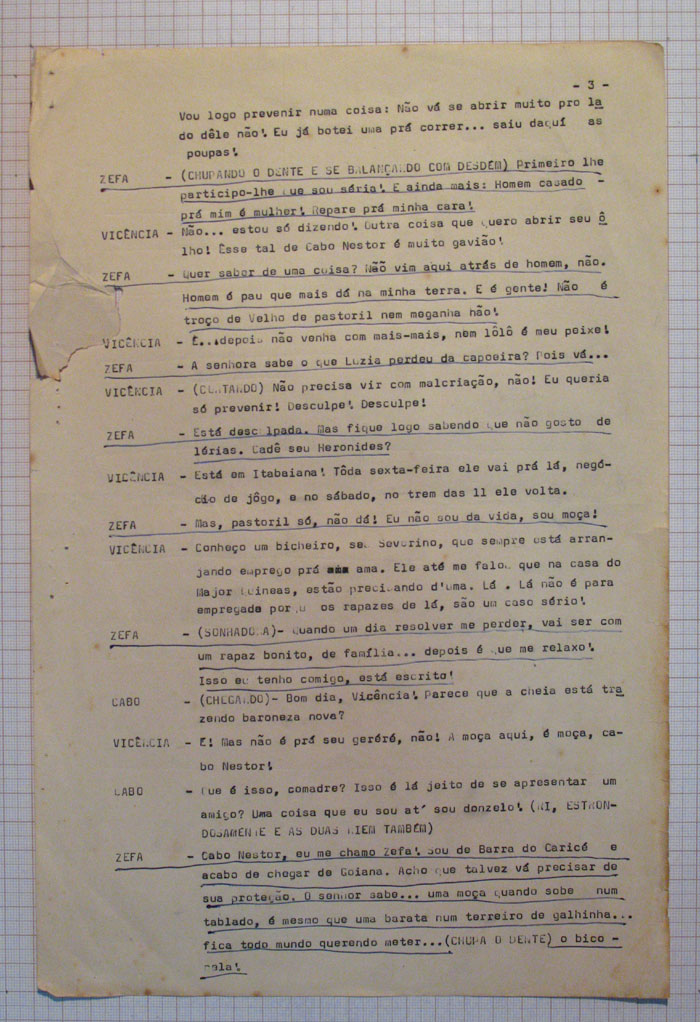 - 3 -
Vou logo prevenir numa coisa: Não vá se abrir muito pro la
do dêle não! Eu já botei uma prá correr... saiu daquí as
poupas!
ZEFA - (CHUPANDO O DENTE E SE BALANÇANDO COM DESDÉM) Primeiro lhe
participo-lhe que sou séria! E ainda mais: Homem casado -
prá mim é mulher! Repare prá minha cara!
VICÊNCIA - Não... estou só dizendo! Outra coisa que quero abrir seu ô
lho! Êsse tal de Cabo Nestor é muito gavião!
ZEFA - Quer saber de uma coisa? Não vim aqui atrás de homem, não.
Homem é pau que mais dá na minha terra. E é gente! Não é
troço de Velho de pastoril nem meganha não!
VICÊNCIA - É...depois não venha com mais-mais, nem lôlô é meu peixe!
ZEFA - A senhora sabe o que Luzia perdeu da capoeira? Pois vá...
VICÊNCIA - (CORTANDO) Não precisa vir com malcriação, não! Eu queria
só prevenir! Desculpe! Desculpe!
ZEFA - Está desculpada. Mas fique logo sabendo que não gosto de
lérias. Cadê seu Heronides?
VICÊNCIA - Está em Itabaiana! Tôda sexta-feira ele vai prá lá, negó-
cio de jôgo, e no sábado, no trem das 11 ele volta.
ZEFA - Mas, pastoril só, não dá! Eu não sou da vida, sou moça!
VICÊNCIA - Conheço um bicheiro, seu Severino, que sempre está arran-
jando emprego prá ama. Ele até me falou que na casa do
Major Guineas, estão precisando d'uma. Lá . Lá não é para
empregada porqu os rapazes de lá, são um caso sério!
ZEFA - (SONHADORA)- Quando um dia resolver me perder, vai ser com
um rapaz bonito, de família... depois é que me relaxo!
Isso eu tenho comigo, está escrito!
CABO - (CHEGANDO)- Bom dia, Vicência! Parece que a cheia está tra
zendo baroneza nova?
VICÊNCIA - É! Mas não é prá seu geréré, não! A moça aqui, é moça, ca-
bo Nestor!
CABO - Que é isso, comadre? Isso é lá jeito de se apresentar um
amigo? Uma coisa que eu sou at´ sou donzelo! (RI, ESTRON-
DOSAMENTE E AS DUAS RIEM TAMBÉM)
ZEFA - Cabo Nestor, eu me chamo Zefa! Sou de Barra do Caricé e
acabo de chegar de Goiana. Acho que talvez vá precisar de
sua proteção. O senhor sabe... uma moça quando sobe num
tablado, é mesmo que uma barata num terreiro de galhinha...
fica todo mundo querendo meter...(CHUPA O DENTE) o bico -
nela!